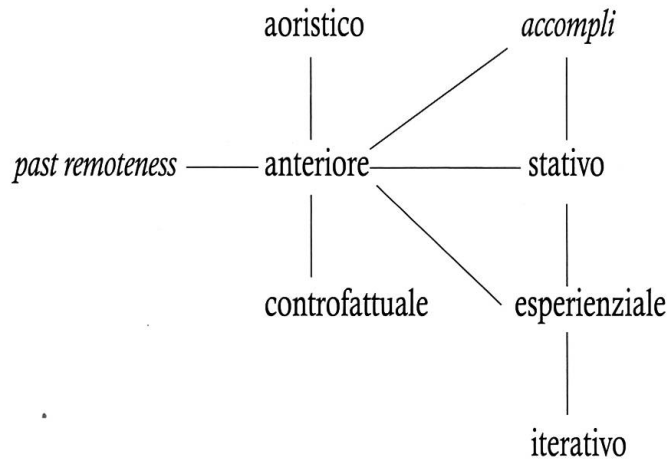 aoristico accompli
past remoteness anteriore stativo
controfattuale esperienziale
iterativo